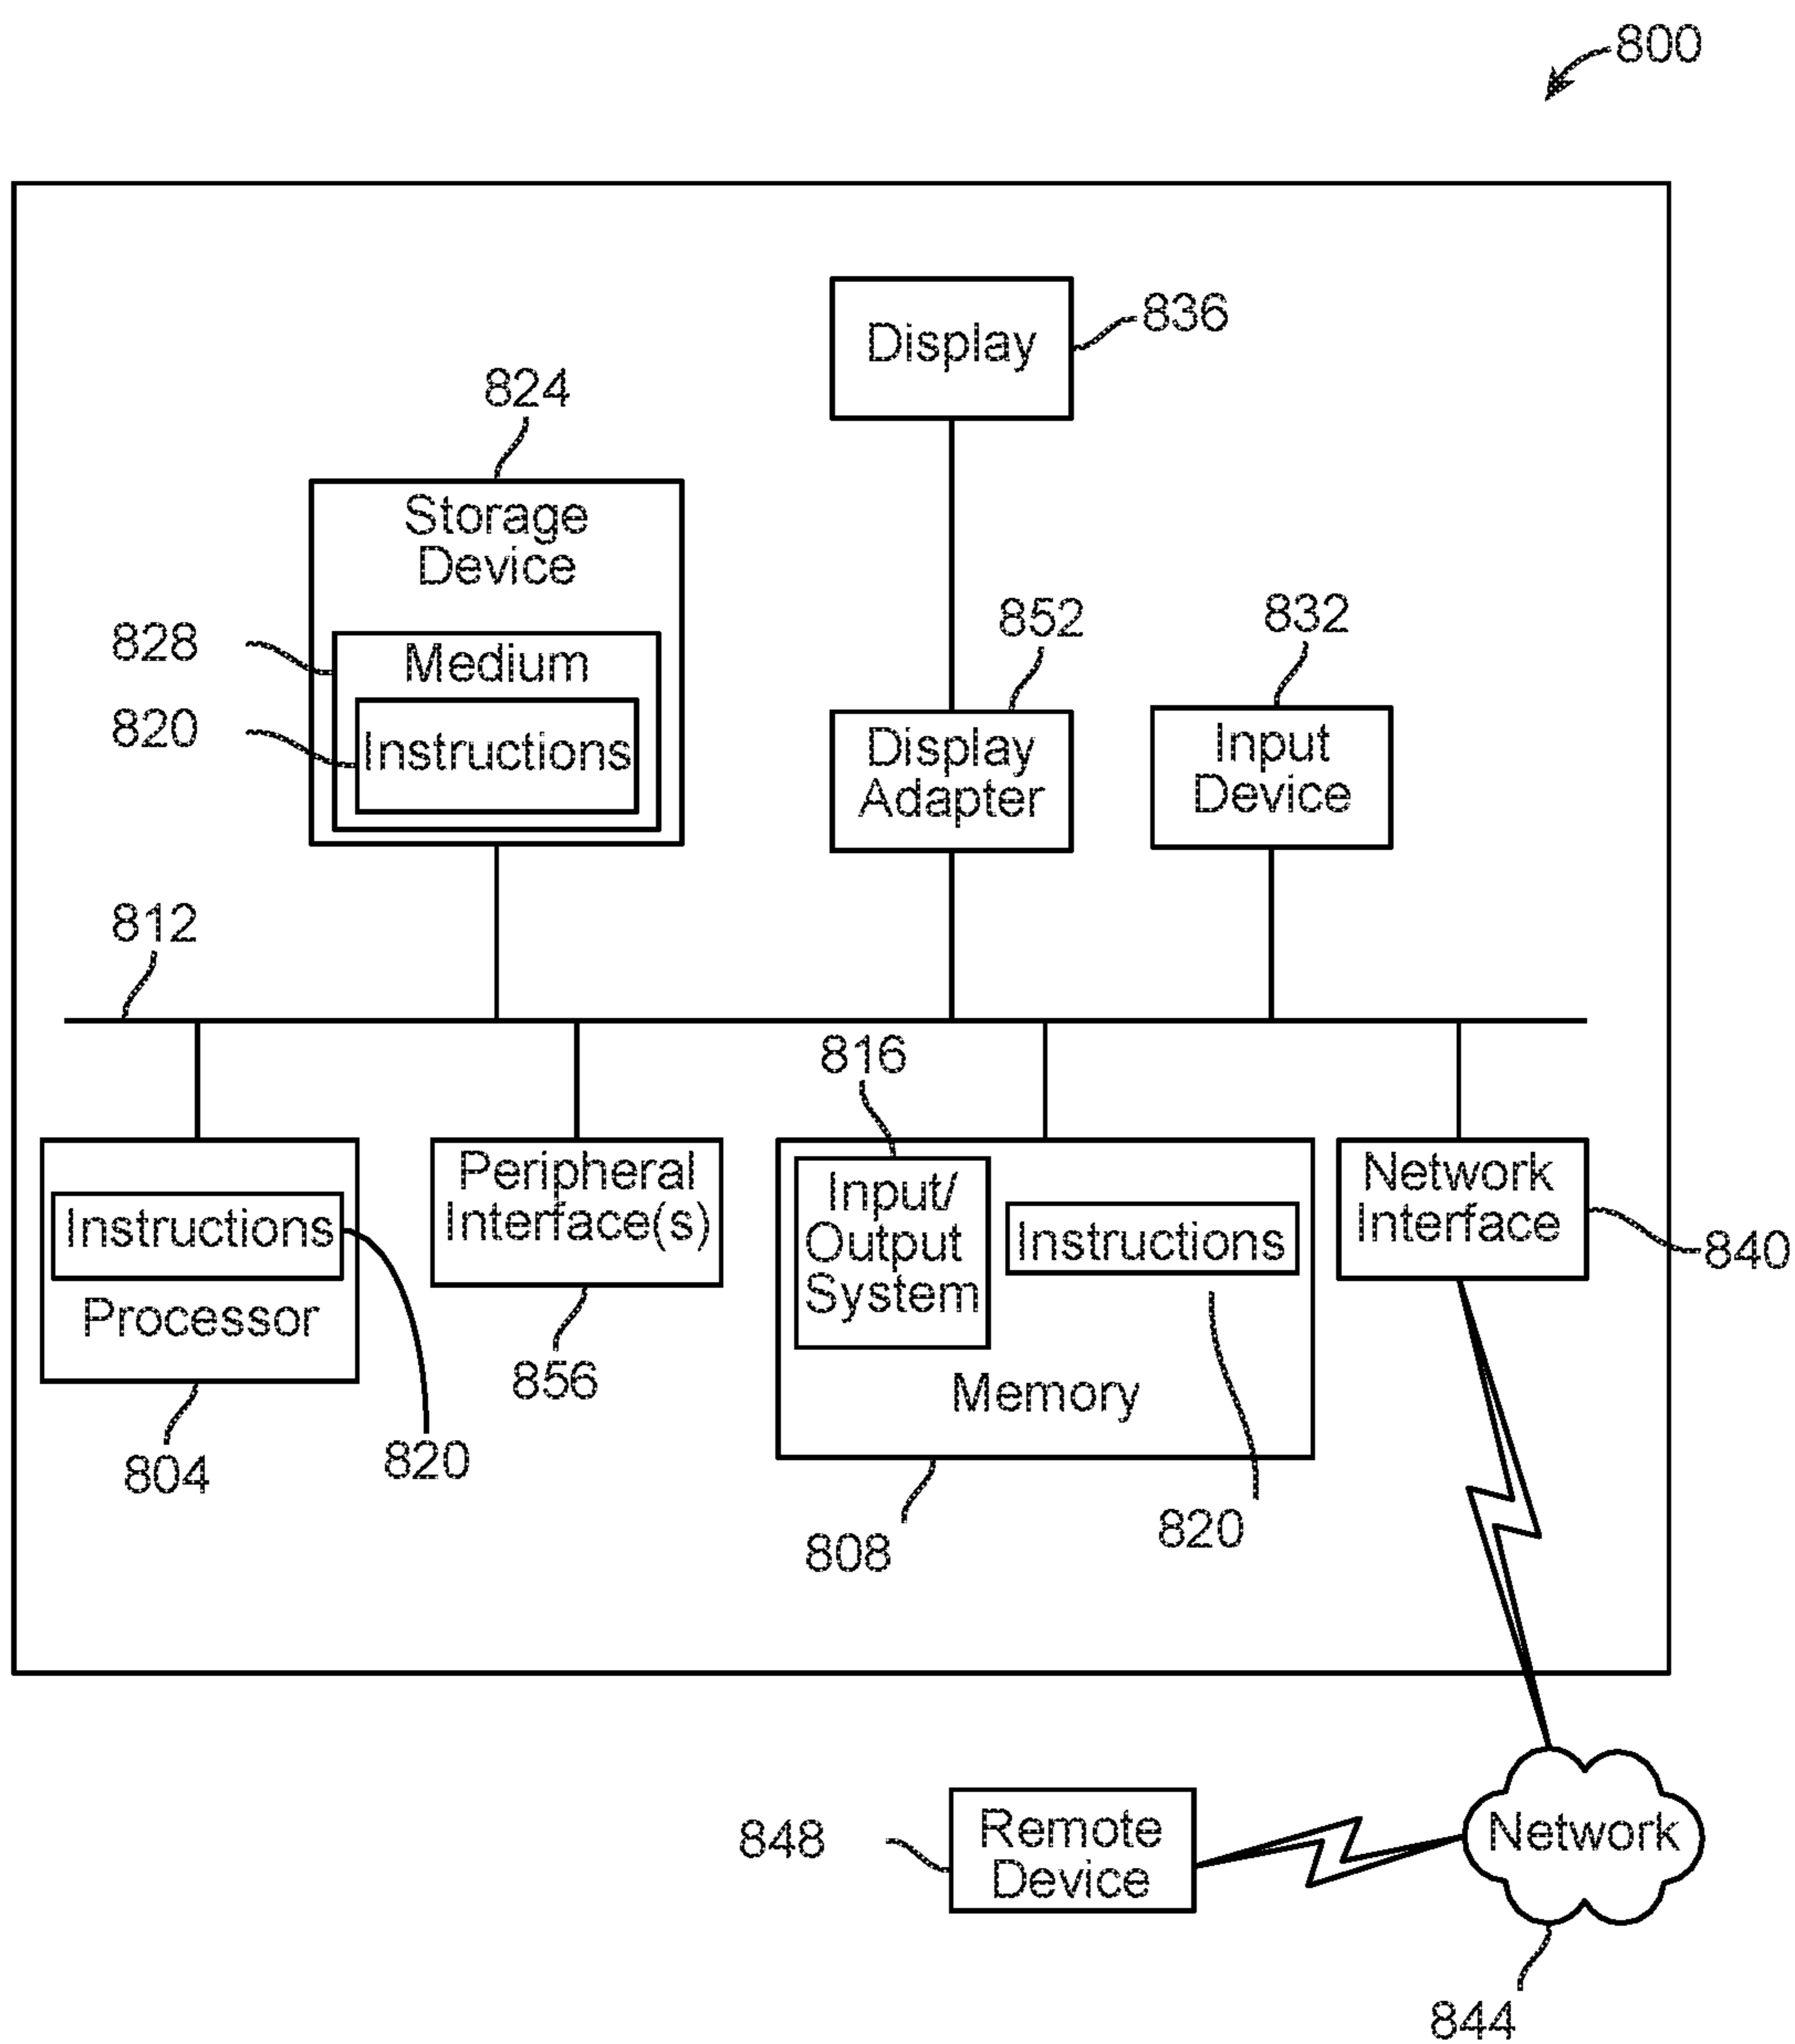 800
Display
836
824
Storage
Device
828
Medium
820
Instructions
852
Display
Adapter
832
Input
Device
812
816
Instructions
Processor
804
820
Peripheral
Interface(s)
856
Input/
Output
System
Instructions
Memory
808
820
Network
Interface
840
848
Remote
Device
Network
844